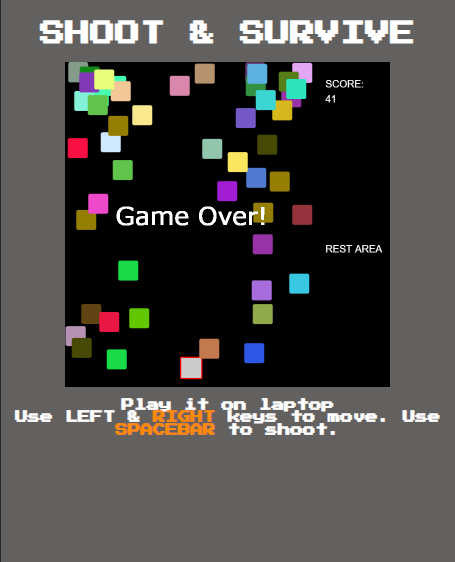 SHOOT & SURVIVE
SCORE:
41
Game Over!
REST AREA
Play it on laptop
Use LEFT & RIGHT keys to move. Use
SPACEBAR to shoot.